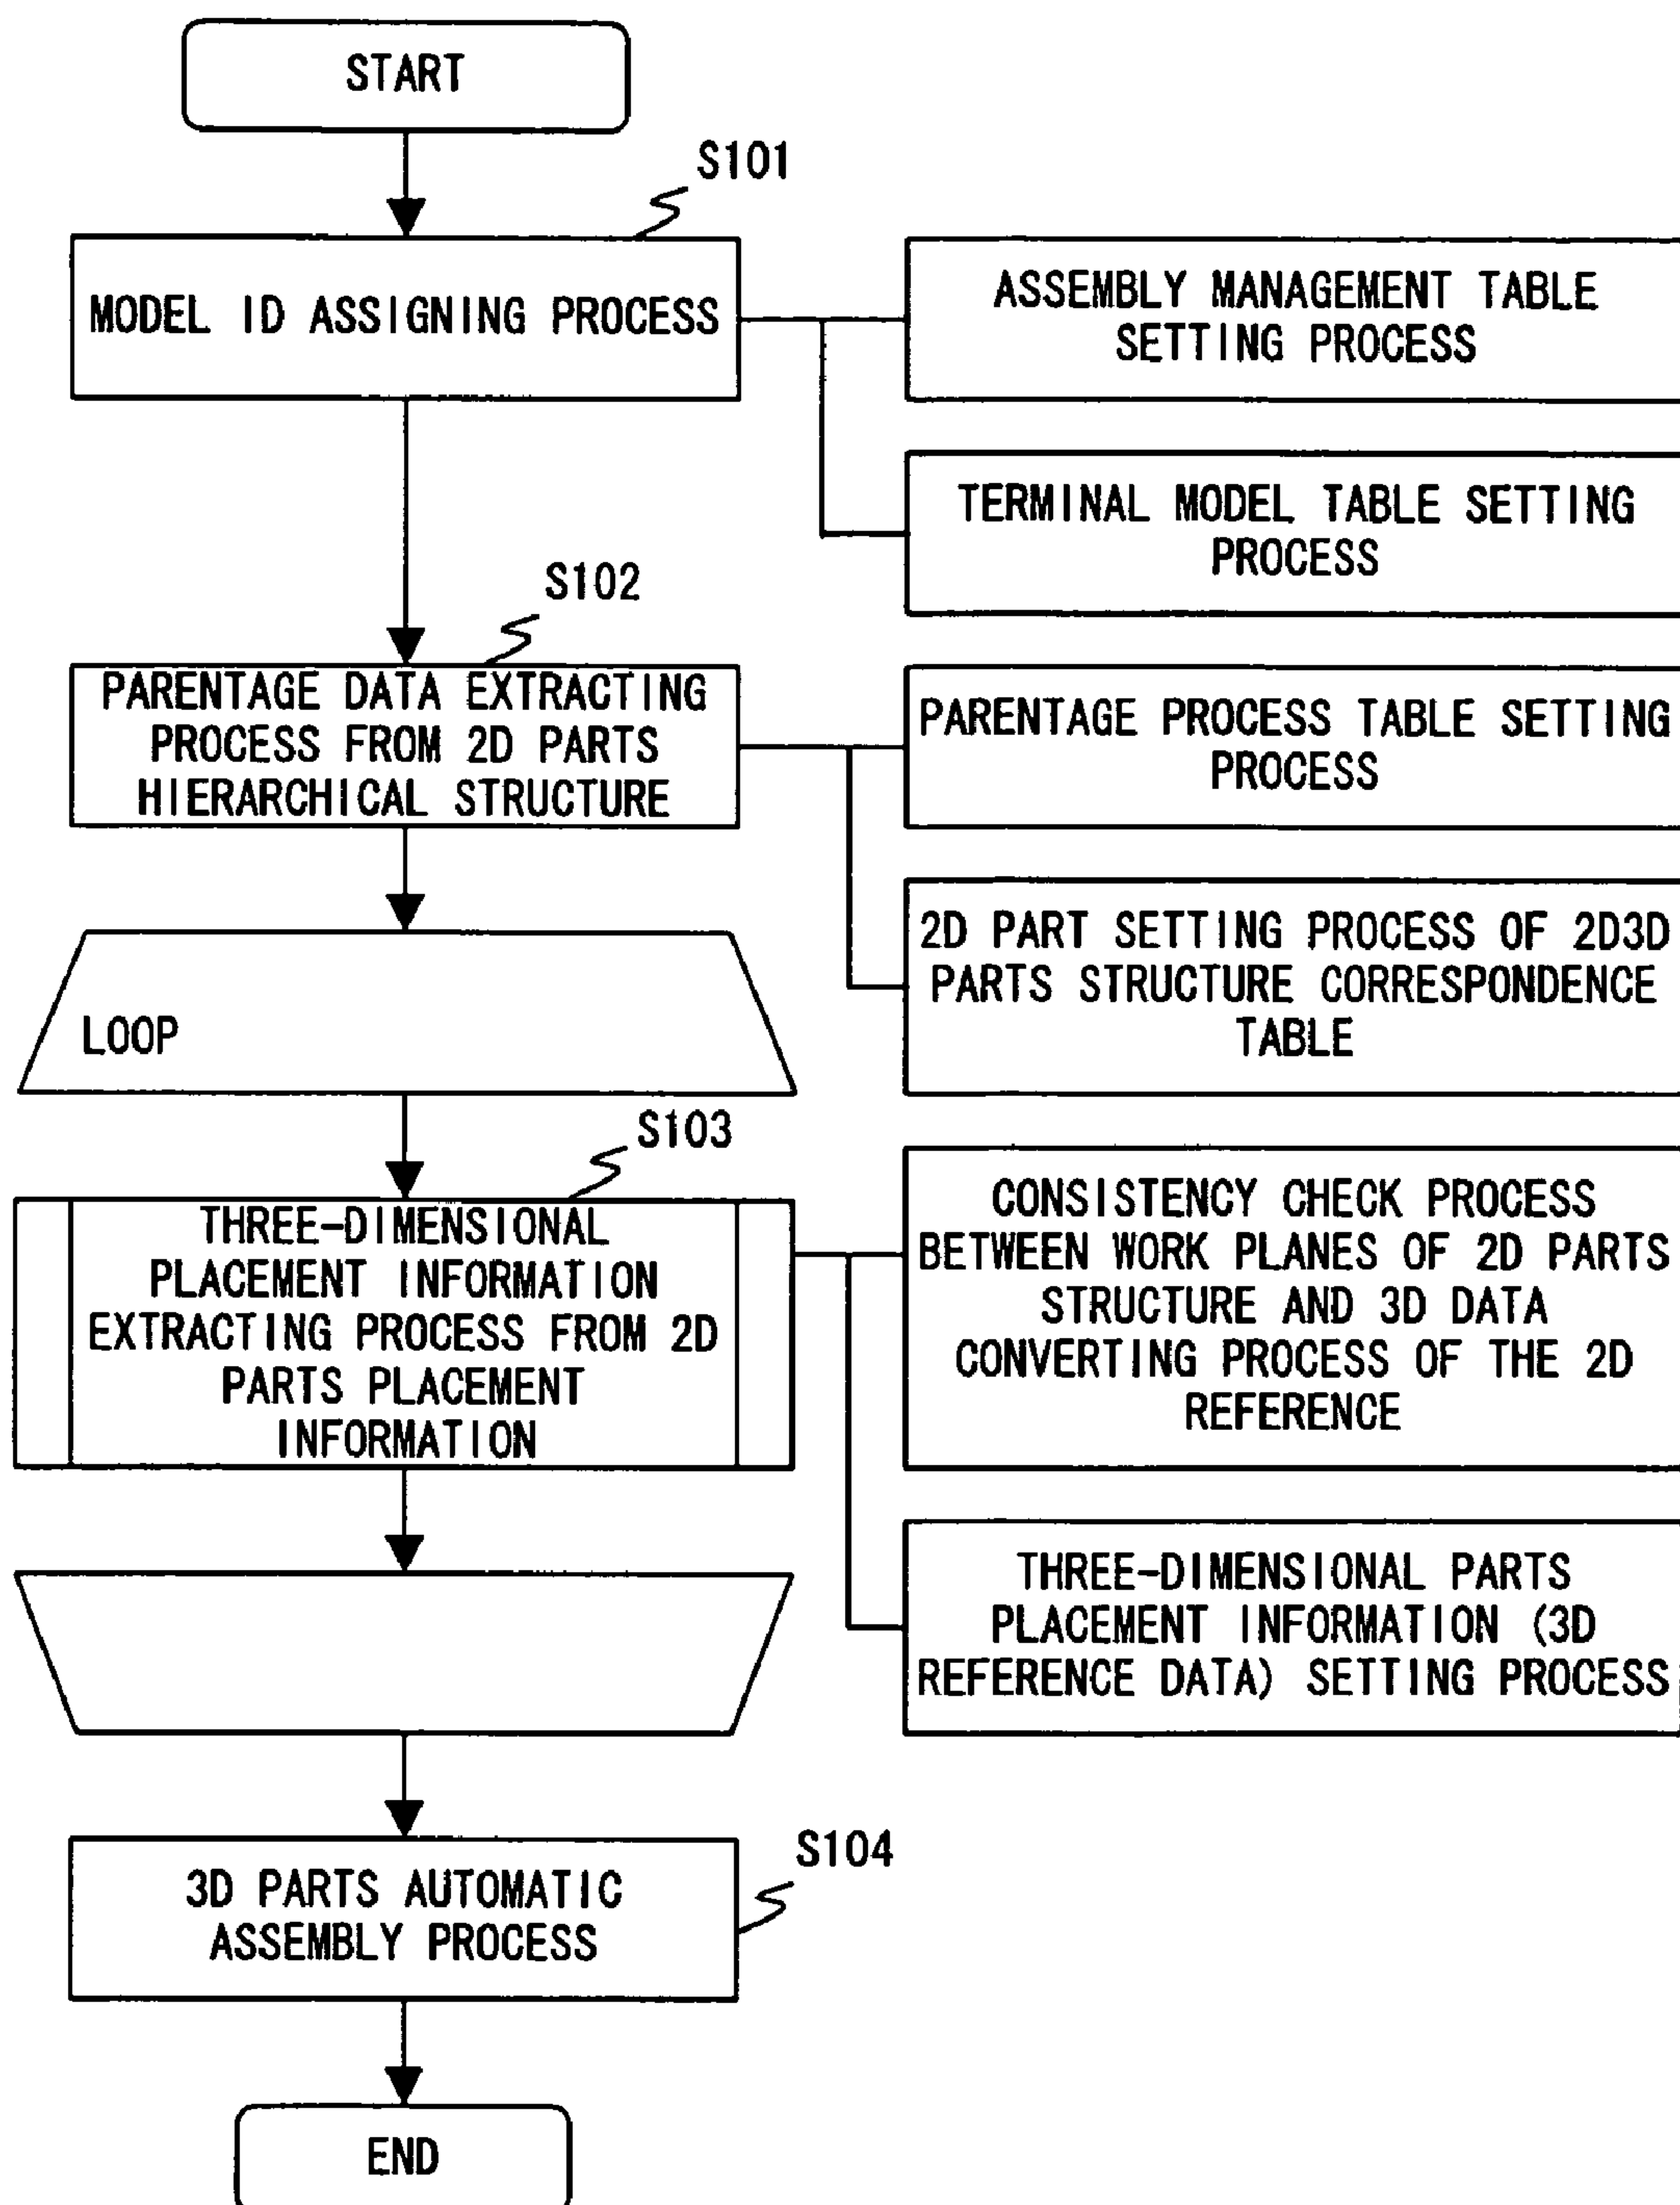 START
S101
MODEL ID ASSIGNING PROCESS
ASSEMBLY MANAGEMENT TABLE
SETTING PROCESS
TERMINAL MODEL TABLE SETTING
PROCESS
S102
PARENTAGE DATA EXTRACTING
PROCESS FROM 2D PARTS
HIERARCHICAL STRUCTURE
PARENTAGE PROCESS TABLE SETTING
PROCESS
2D PART SETTING PROCESS OF 2D3D
PARTS STRUCTURE CORRESPONDENCE
TABLE
LOOP
S103
THREE-DIMENSIONAL
PLACEMENT INFORMATION
EXTRACTING PROCESS FROM 2D
PARTS PLACEMENT
INFORMATION
CONSISTENCY CHECK PROCESS
BETWEEN WORK PLANES OF 2D PARTS
STRUCTURE AND 3D DATA
CONVERTING PROCESS OF THE 2D
REFERENCE
THREE-DIMENSIONAL PARTS
PLACEMENT INFORMATION (3D
REFERENCE DATA) SETTING PROCESS
S104
3D PARTS AUTOMATIC
ASSEMBLY PROCESS
END